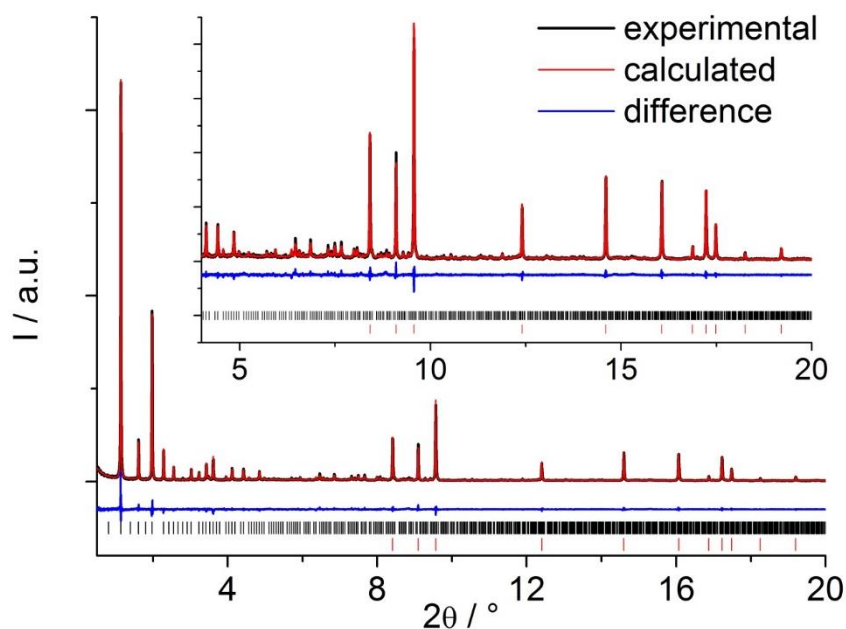 experimental
calculated
difference
I / a.u.
5 10 15 20
4 8 12 16 20
2θ / °